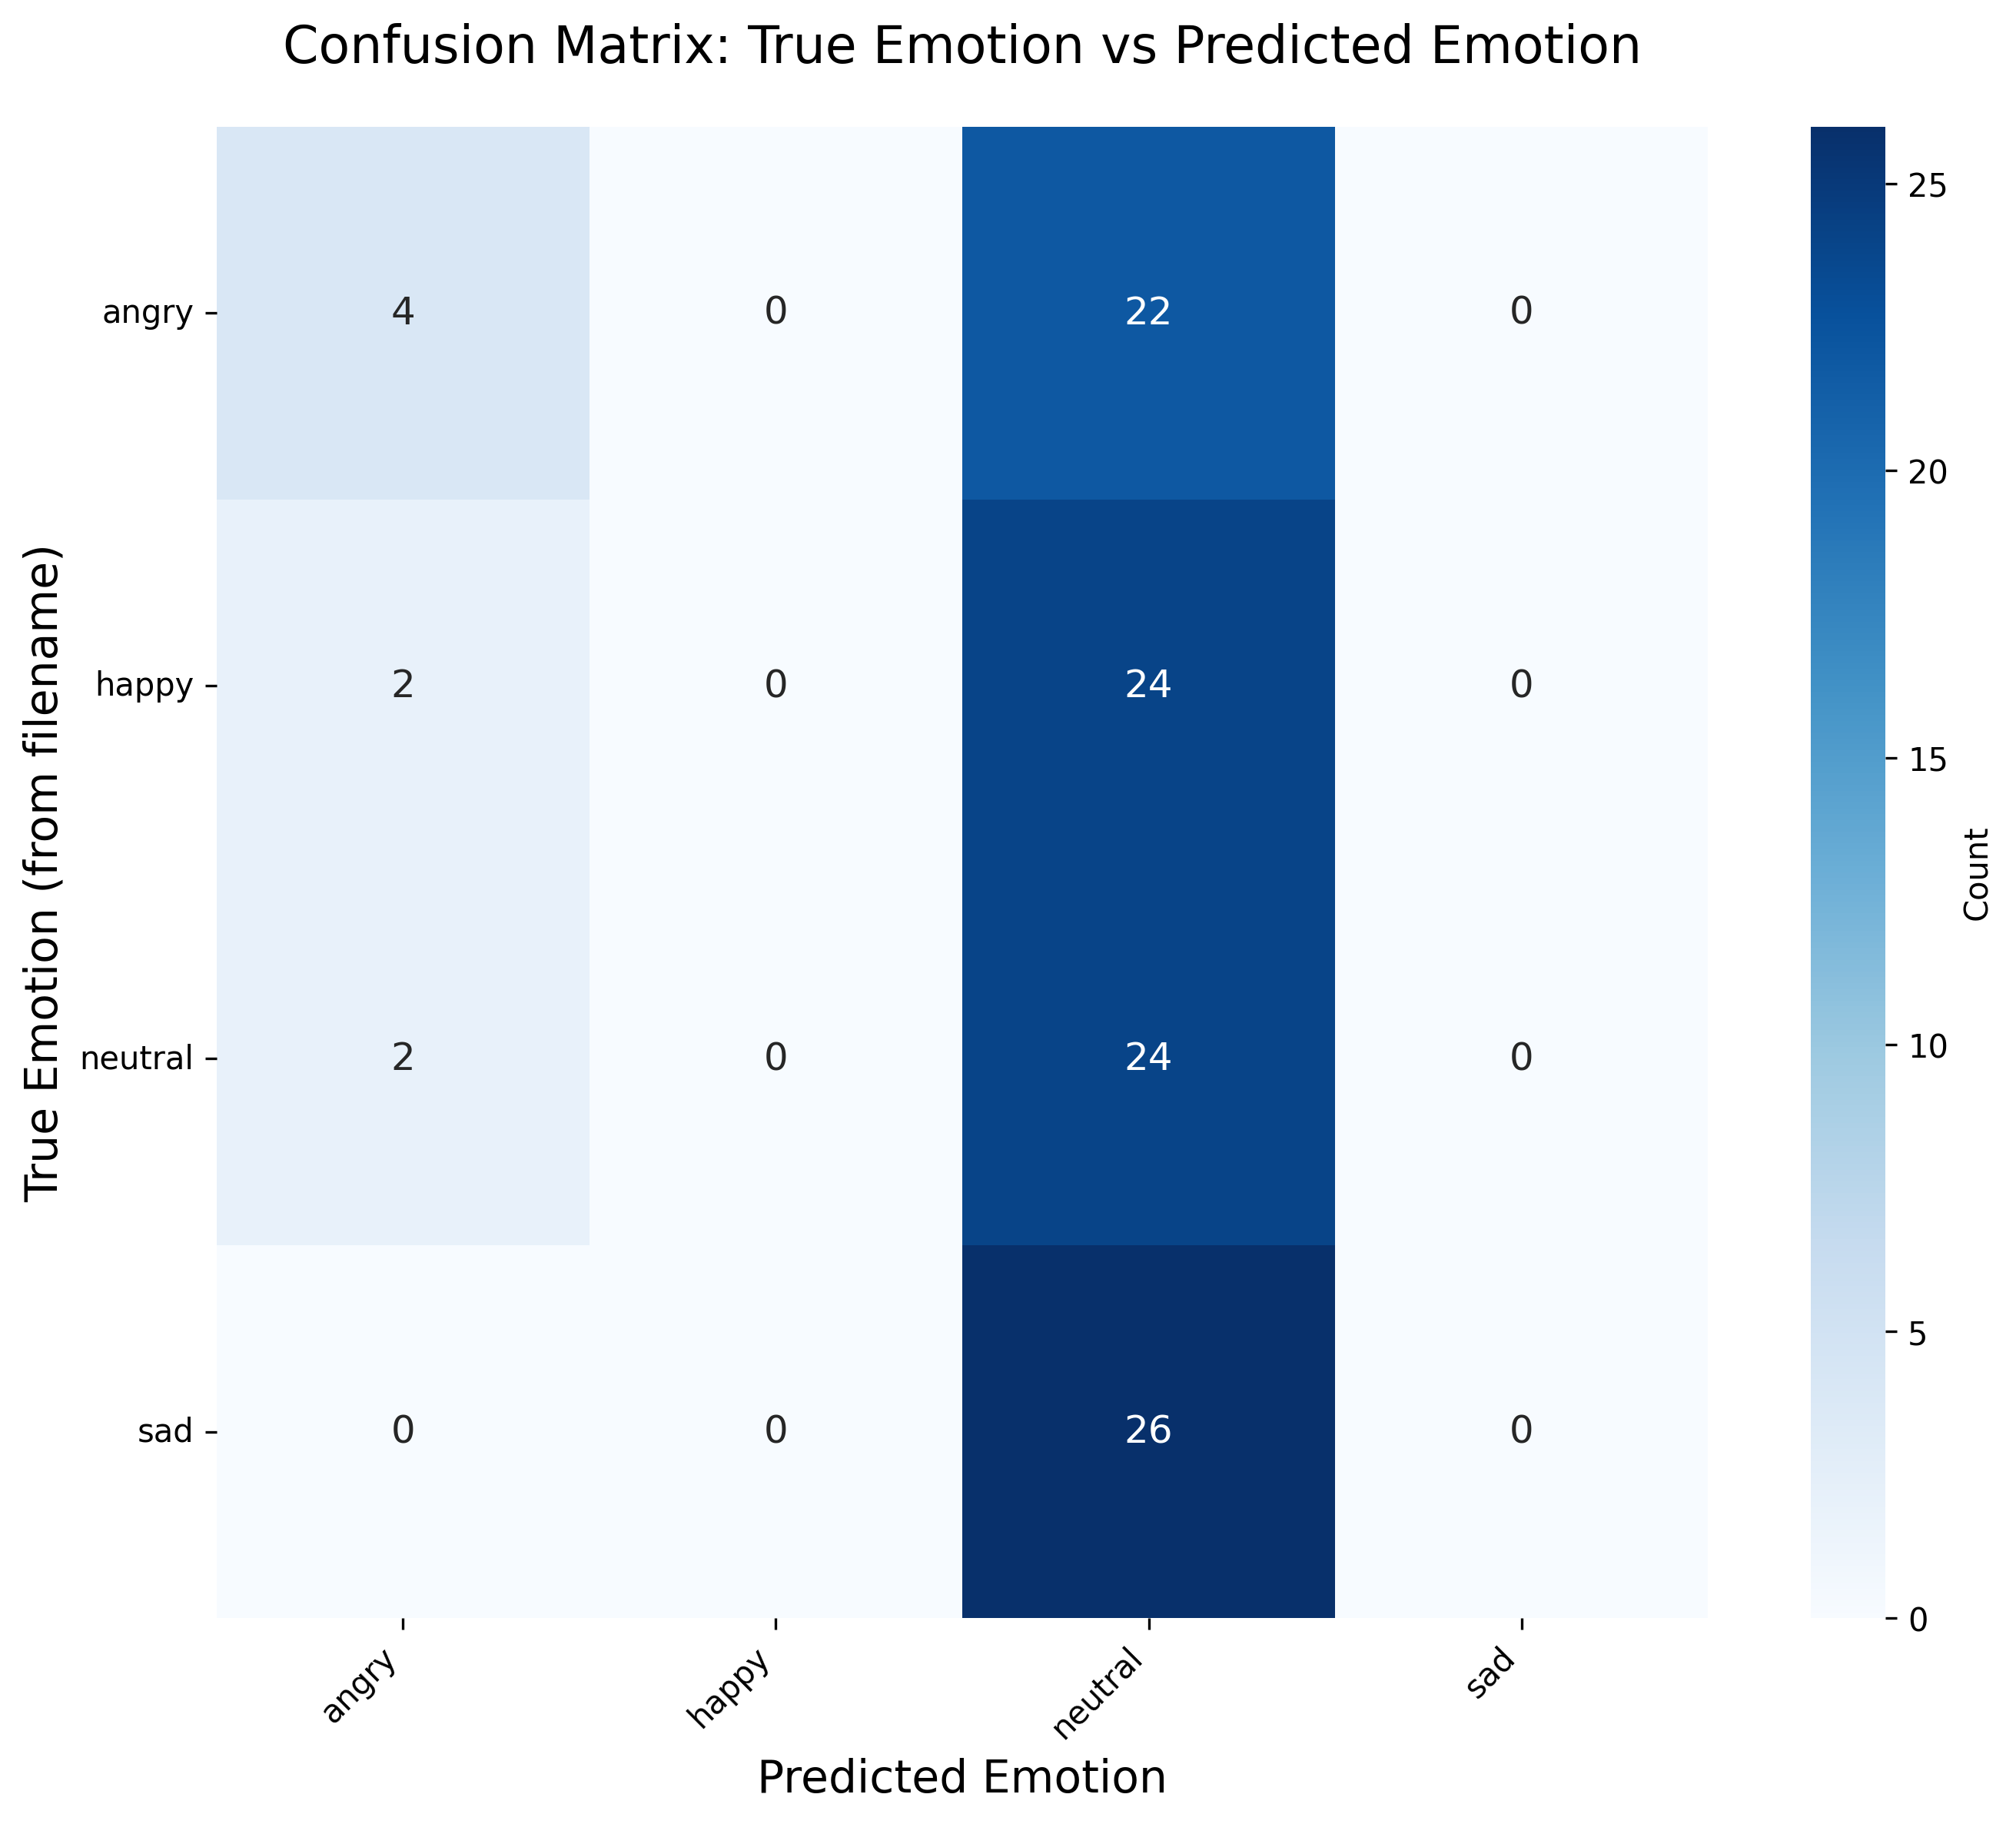 Confusion Matrix: True Emotion vs Predicted Emotion
True Emotion (from filename)
angry
4 0 22 0
happy
2 0 24 0
neutral
2 0 24 0
sad
0 0 26 0
angry happy neutral sad
Predicted Emotion
25
20
15
10
5
0
Count